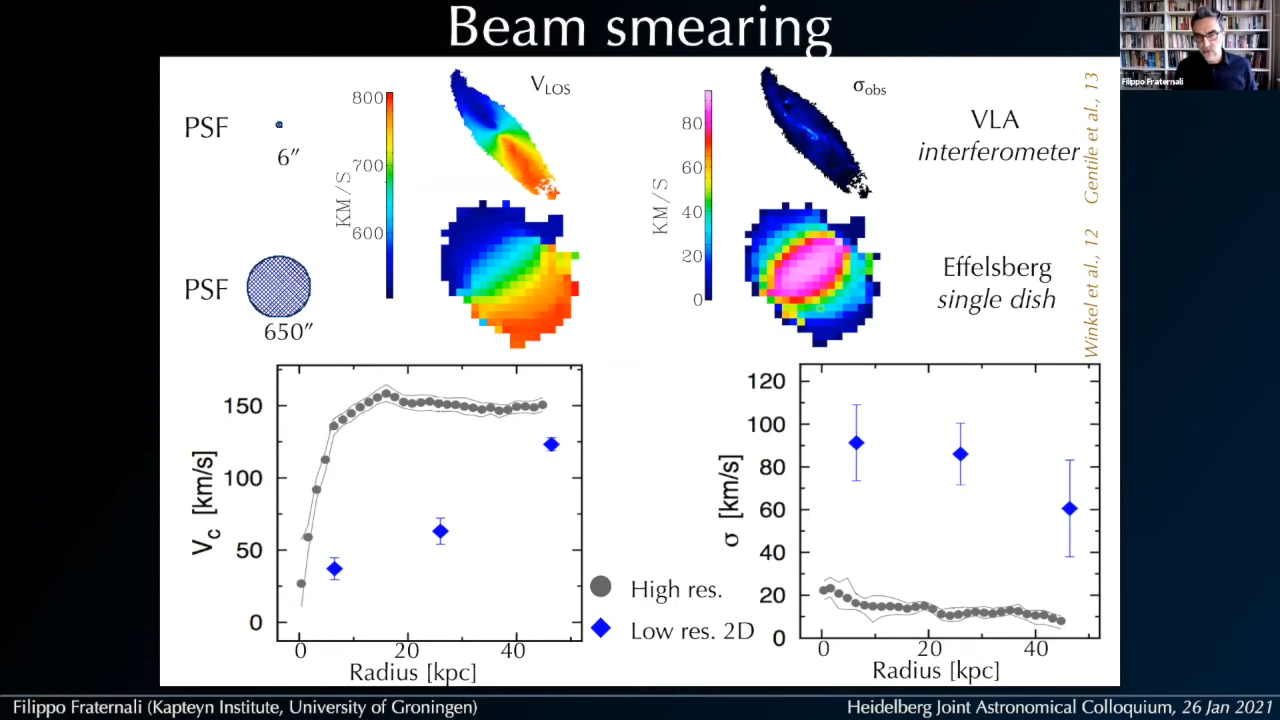 Beam smearing
Filippo Fraternali
V_LOS
σ_obs
PSF
6″
800
700
600
KM/S
80
60
40
20
0
KM/S
VLA
interferometer
Gentile et al., 13
PSF
650″
Effelsberg
single dish
Winkel et al., 12
150
100
50
0
V_c [km/s]
0 20 40
Radius [kpc]
High res.
Low res. 2D
120
100
80
60
40
20
0
σ [km/s]
0 20 40
Radius [kpc]
Filippo Fraternali (Kapteyn Institute, University of Groningen)
Heidelberg Joint Astronomical Colloquium, 26 Jan 2021